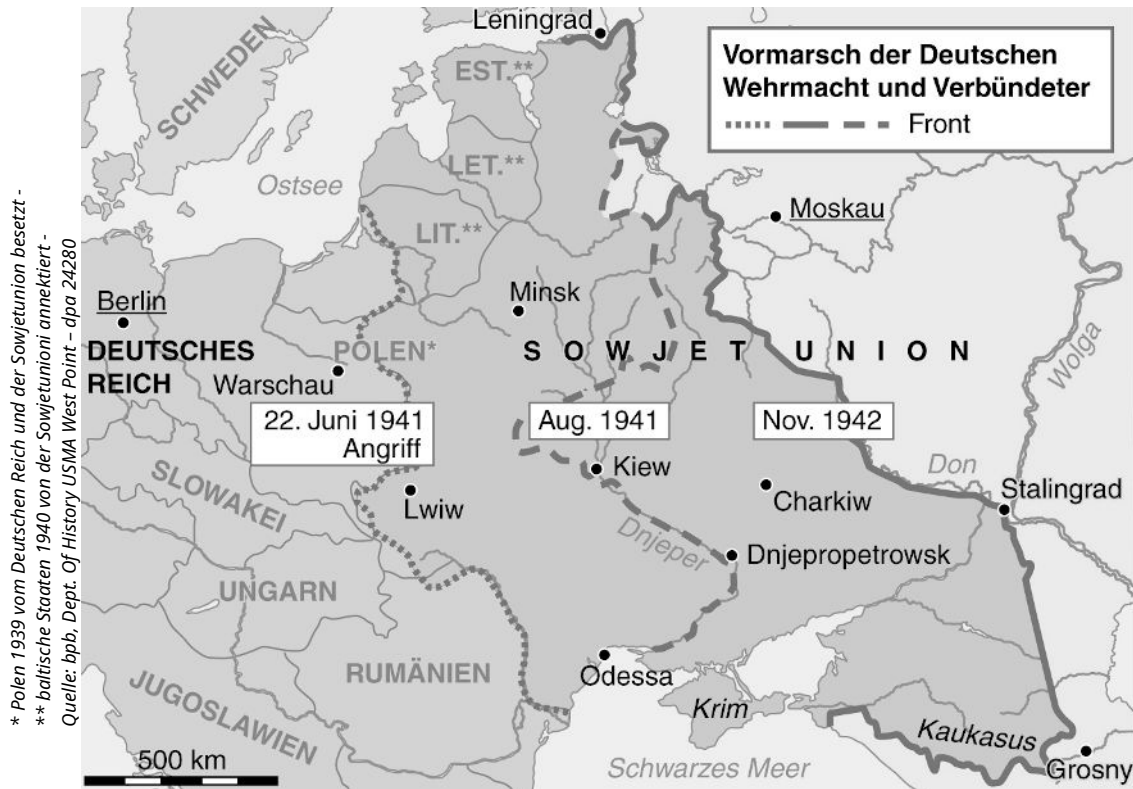 Leningrad
Vormarsch der Deutschen
Wehrmacht und Verbündeter
Front
SCHWEDEN
EST.**
LET.**
Ostsee
LIT.**
Moskau
Minsk
Berlin
DEUTSCHES
REICH
POLEN*
SOWJET UNION
Wolga
Warschau
22. Juni 1941
Angriff
Aug. 1941
Nov. 1942
Kiew
Don
SLOWAKEI
Lwiw
Charkiw
Stalingrad
Dnjeper
Dnjepropetrowsk
UNGARN
RUMÄNIEN
Odessa
JUGOSLAWIEN
Krim
Kaukasus
500 km
Schwarzes Meer
Grosny
* Polen 1939 vom Deutschen Reich und der Sowjetunion besetzt -
** baltische Staaten 1940 von der Sowjetunioni annektiert -
Quelle: bpb, Dept. Of History USMA West Point - dpa 24280